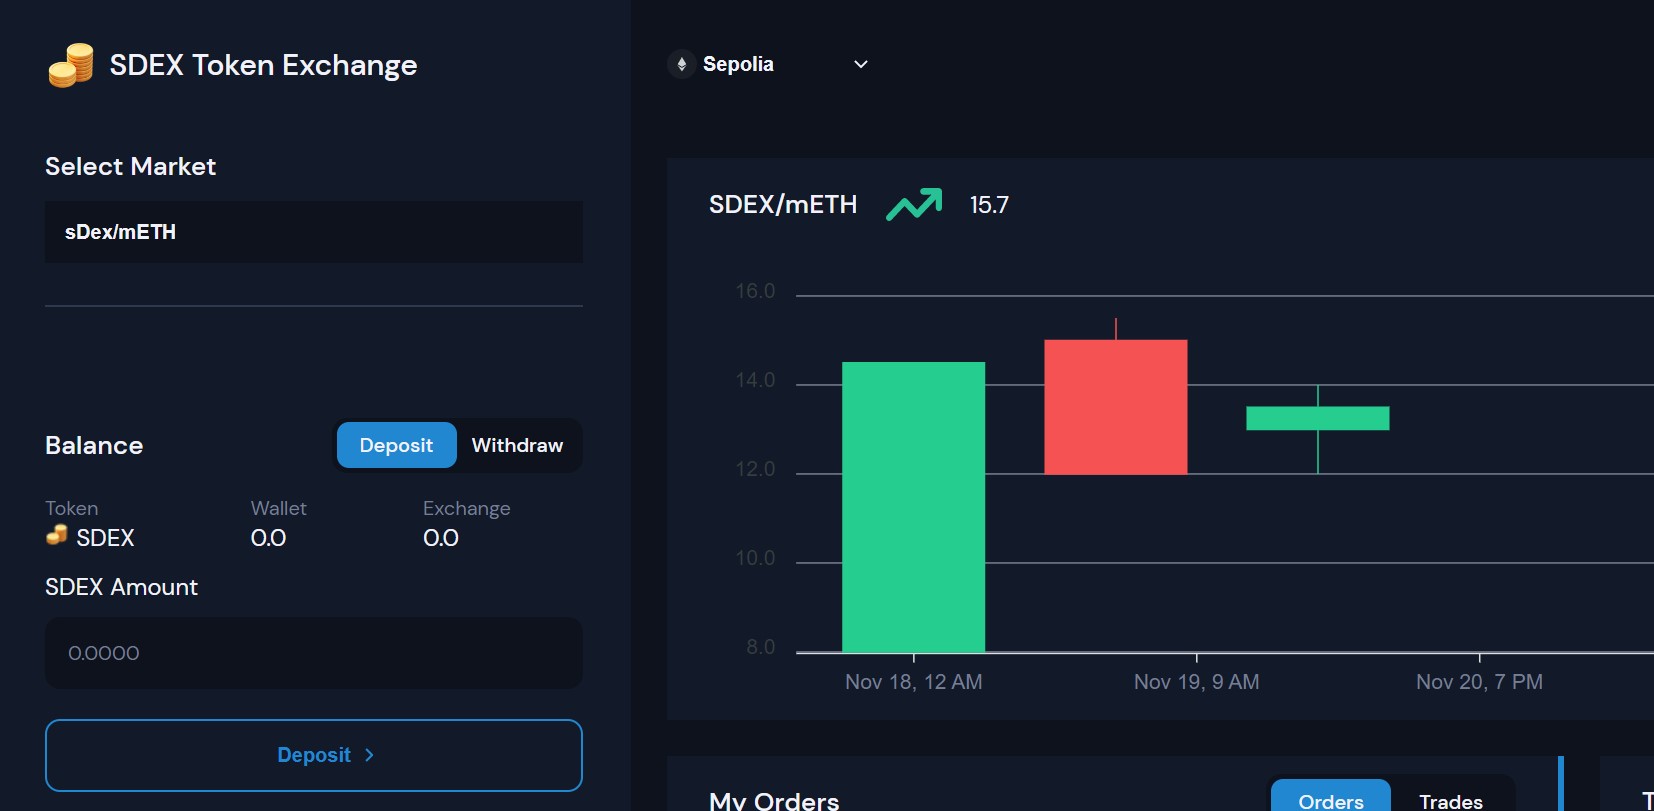 SDEX Token Exchange
Select Market
sDex/mETH
Balance
Deposit Withdraw
Token Wallet Exchange
SDEX 0.0 0.0
SDEX Amount
0.0000
Deposit
Sepolia
SDEX/mETH 15.7
16.0
14.0
12.0
10.0
8.0
Nov 18, 12 AM Nov 19, 9 AM Nov 20, 7 PM
My Orders
Orders Trades